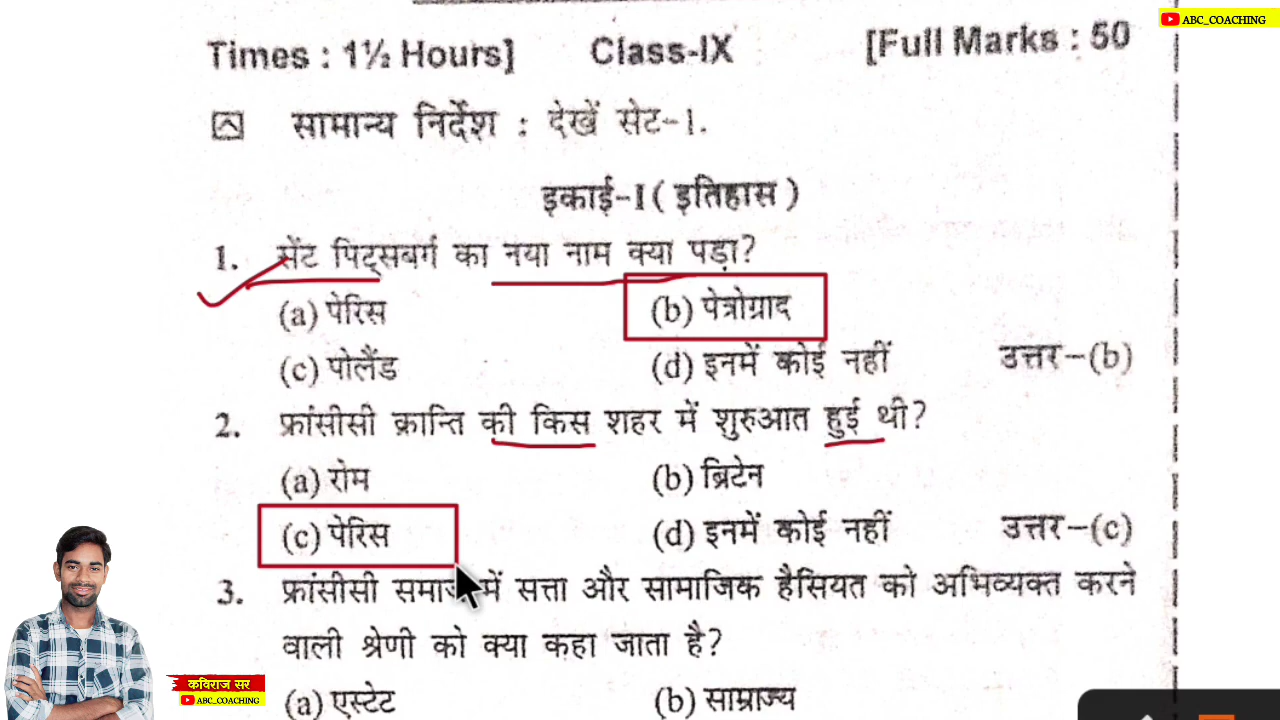 ABC_COACHING
Times : 1½ Hours] Class-IX [Full Marks : 50
सामान्य निर्देश : देखें सेट-1.
इकाई-I ( इतिहास )
1. सेंट पिट्सबर्ग का नया नाम क्या पड़ा?
(a) पेरिस (b) पेत्रोग्राद
(c) पोलैंड (d) इनमें कोई नहीं उत्तर-(b)
2. फ्रांसीसी क्रान्ति की किस शहर में शुरुआत हुई थी?
(a) रोम (b) ब्रिटेन
(c) पेरिस (d) इनमें कोई नहीं उत्तर-(c)
3. फ्रांसीसी समाज में सत्ता और सामाजिक हैसियत को अभिव्यक्त करने
वाली श्रेणी को क्या कहा जाता है?
(a) एस्टेट (b) साम्राज्य
कविराज सर
ABC_COACHING